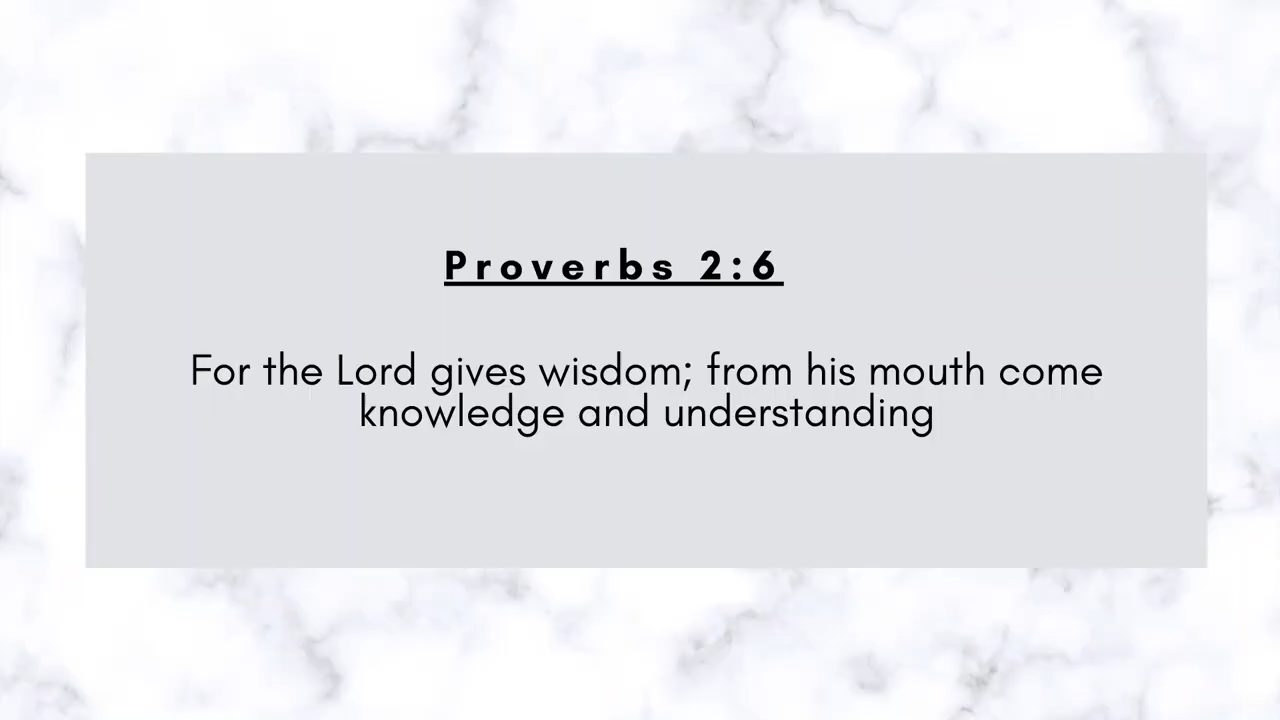 Proverbs 2:6
For the Lord gives wisdom; from his mouth come
knowledge and understanding